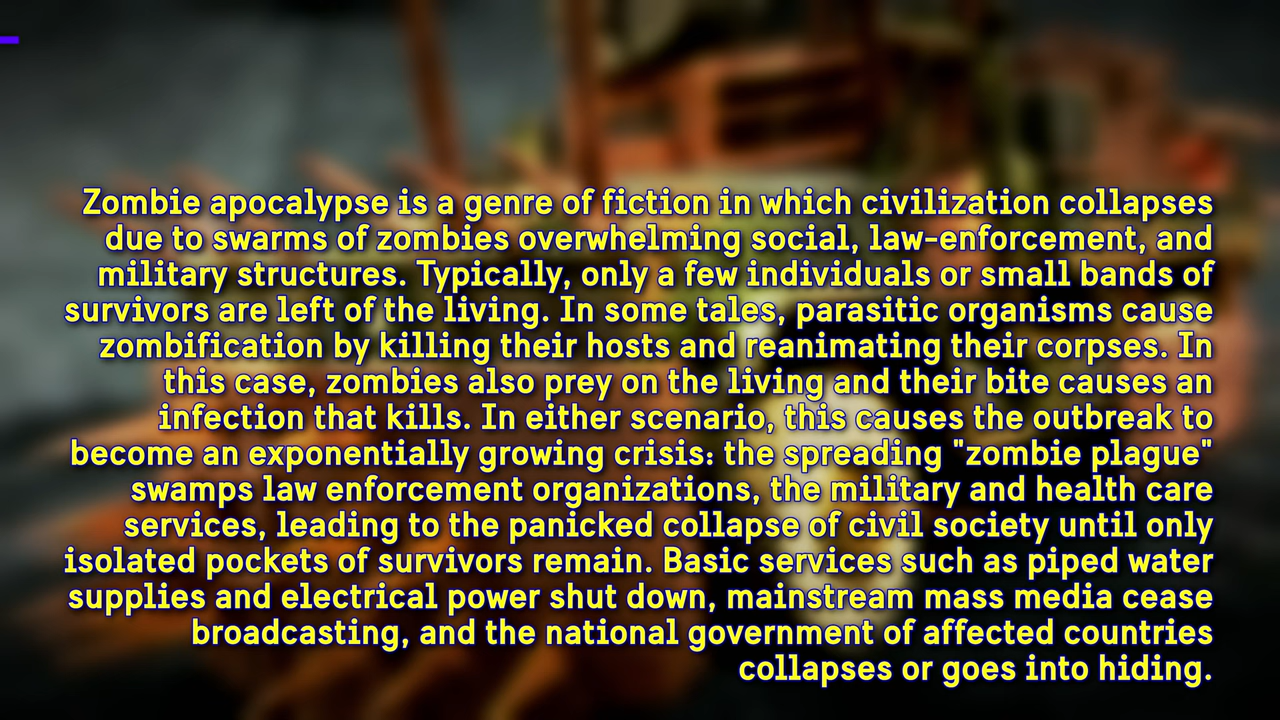 Zombie apocalypse is a genre of fiction in which civilization collapses
due to swarms of zombies overwhelming social, law-enforcement, and
military structures. Typically, only a few individuals or small bands of
survivors are left of the living. In some tales, parasitic organisms cause
zombification by killing their hosts and reanimating their corpses. In
this case, zombies also prey on the living and their bite causes an
infection that kills. In either scenario, this causes the outbreak to
become an exponentially growing crisis: the spreading "zombie plague"
swamps law enforcement organizations, the military and health care
services, leading to the panicked collapse of civil society until only
isolated pockets of survivors remain. Basic services such as piped water
supplies and electrical power shut down, mainstream mass media cease
broadcasting, and the national government of affected countries
collapses or goes into hiding.